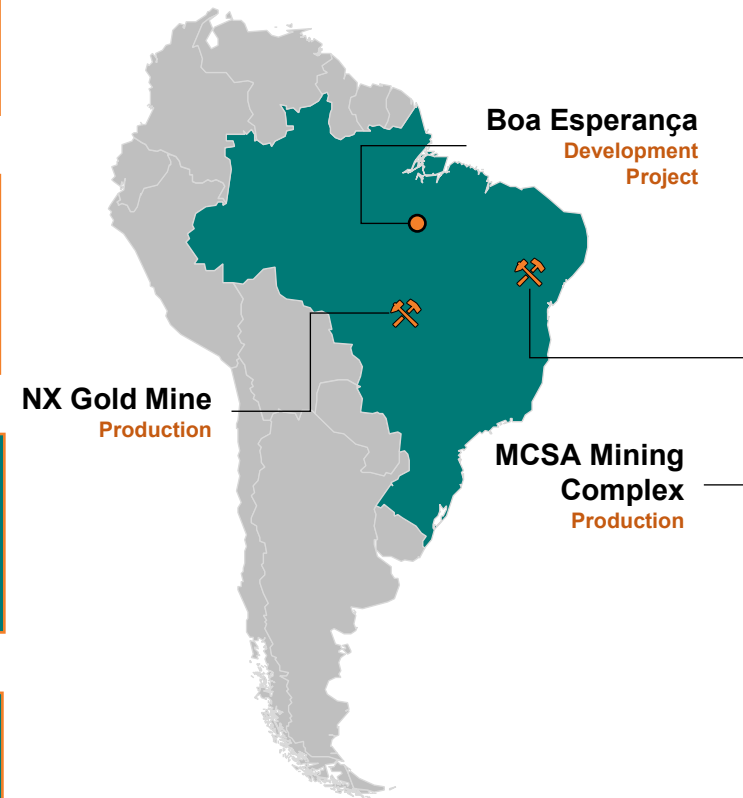 Boa Esperança
Development
Project
NX Gold Mine
Production
MCSA Mining
Complex
Production